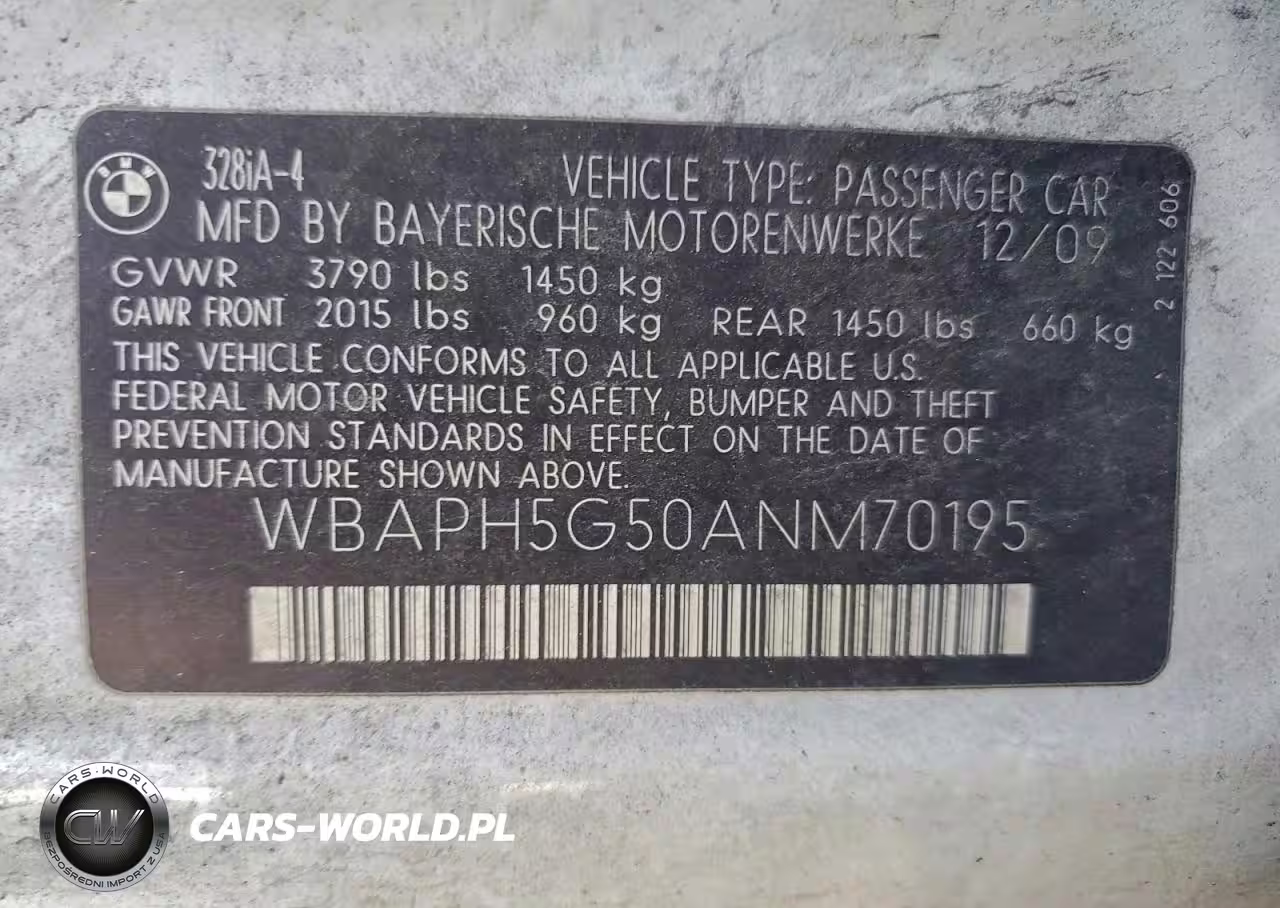 BMW
328iA-4 VEHICLE TYPE: PASSENGER CAR
MFD BY BAYERISCHE MOTORENWERKE 12/09
GVWR 3790 lbs 1450 kg
GAWR FRONT 2015 lbs 960 kg REAR 1450 lbs 660 kg
THIS VEHICLE CONFORMS TO ALL APPLICABLE U.S.
FEDERAL MOTOR VEHICLE SAFETY, BUMPER AND THEFT
PREVENTION STANDARDS IN EFFECT ON THE DATE OF
MANUFACTURE SHOWN ABOVE.
WBAPH5G50ANM70195
2 122 606
CARS-WORLD
CW
BEZPOŚREDNI IMPORT Z USA
CARS-WORLD.PL